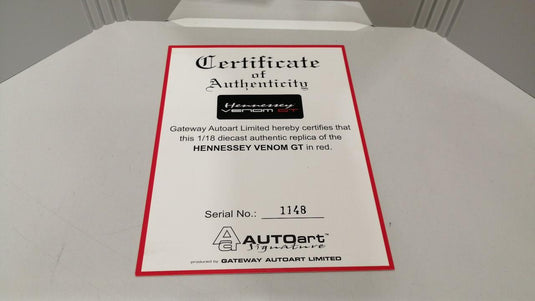 Certificate
of
Authenticity
Hennessey
VENOM GT
Gateway Autoart Limited hereby certifies that
this 1/18 diecast authentic replica of the
HENNESSEY VENOM GT in red.
Serial No.: 1148
AUTOart™
Signature
produced by GATEWAY AUTOART LIMITED